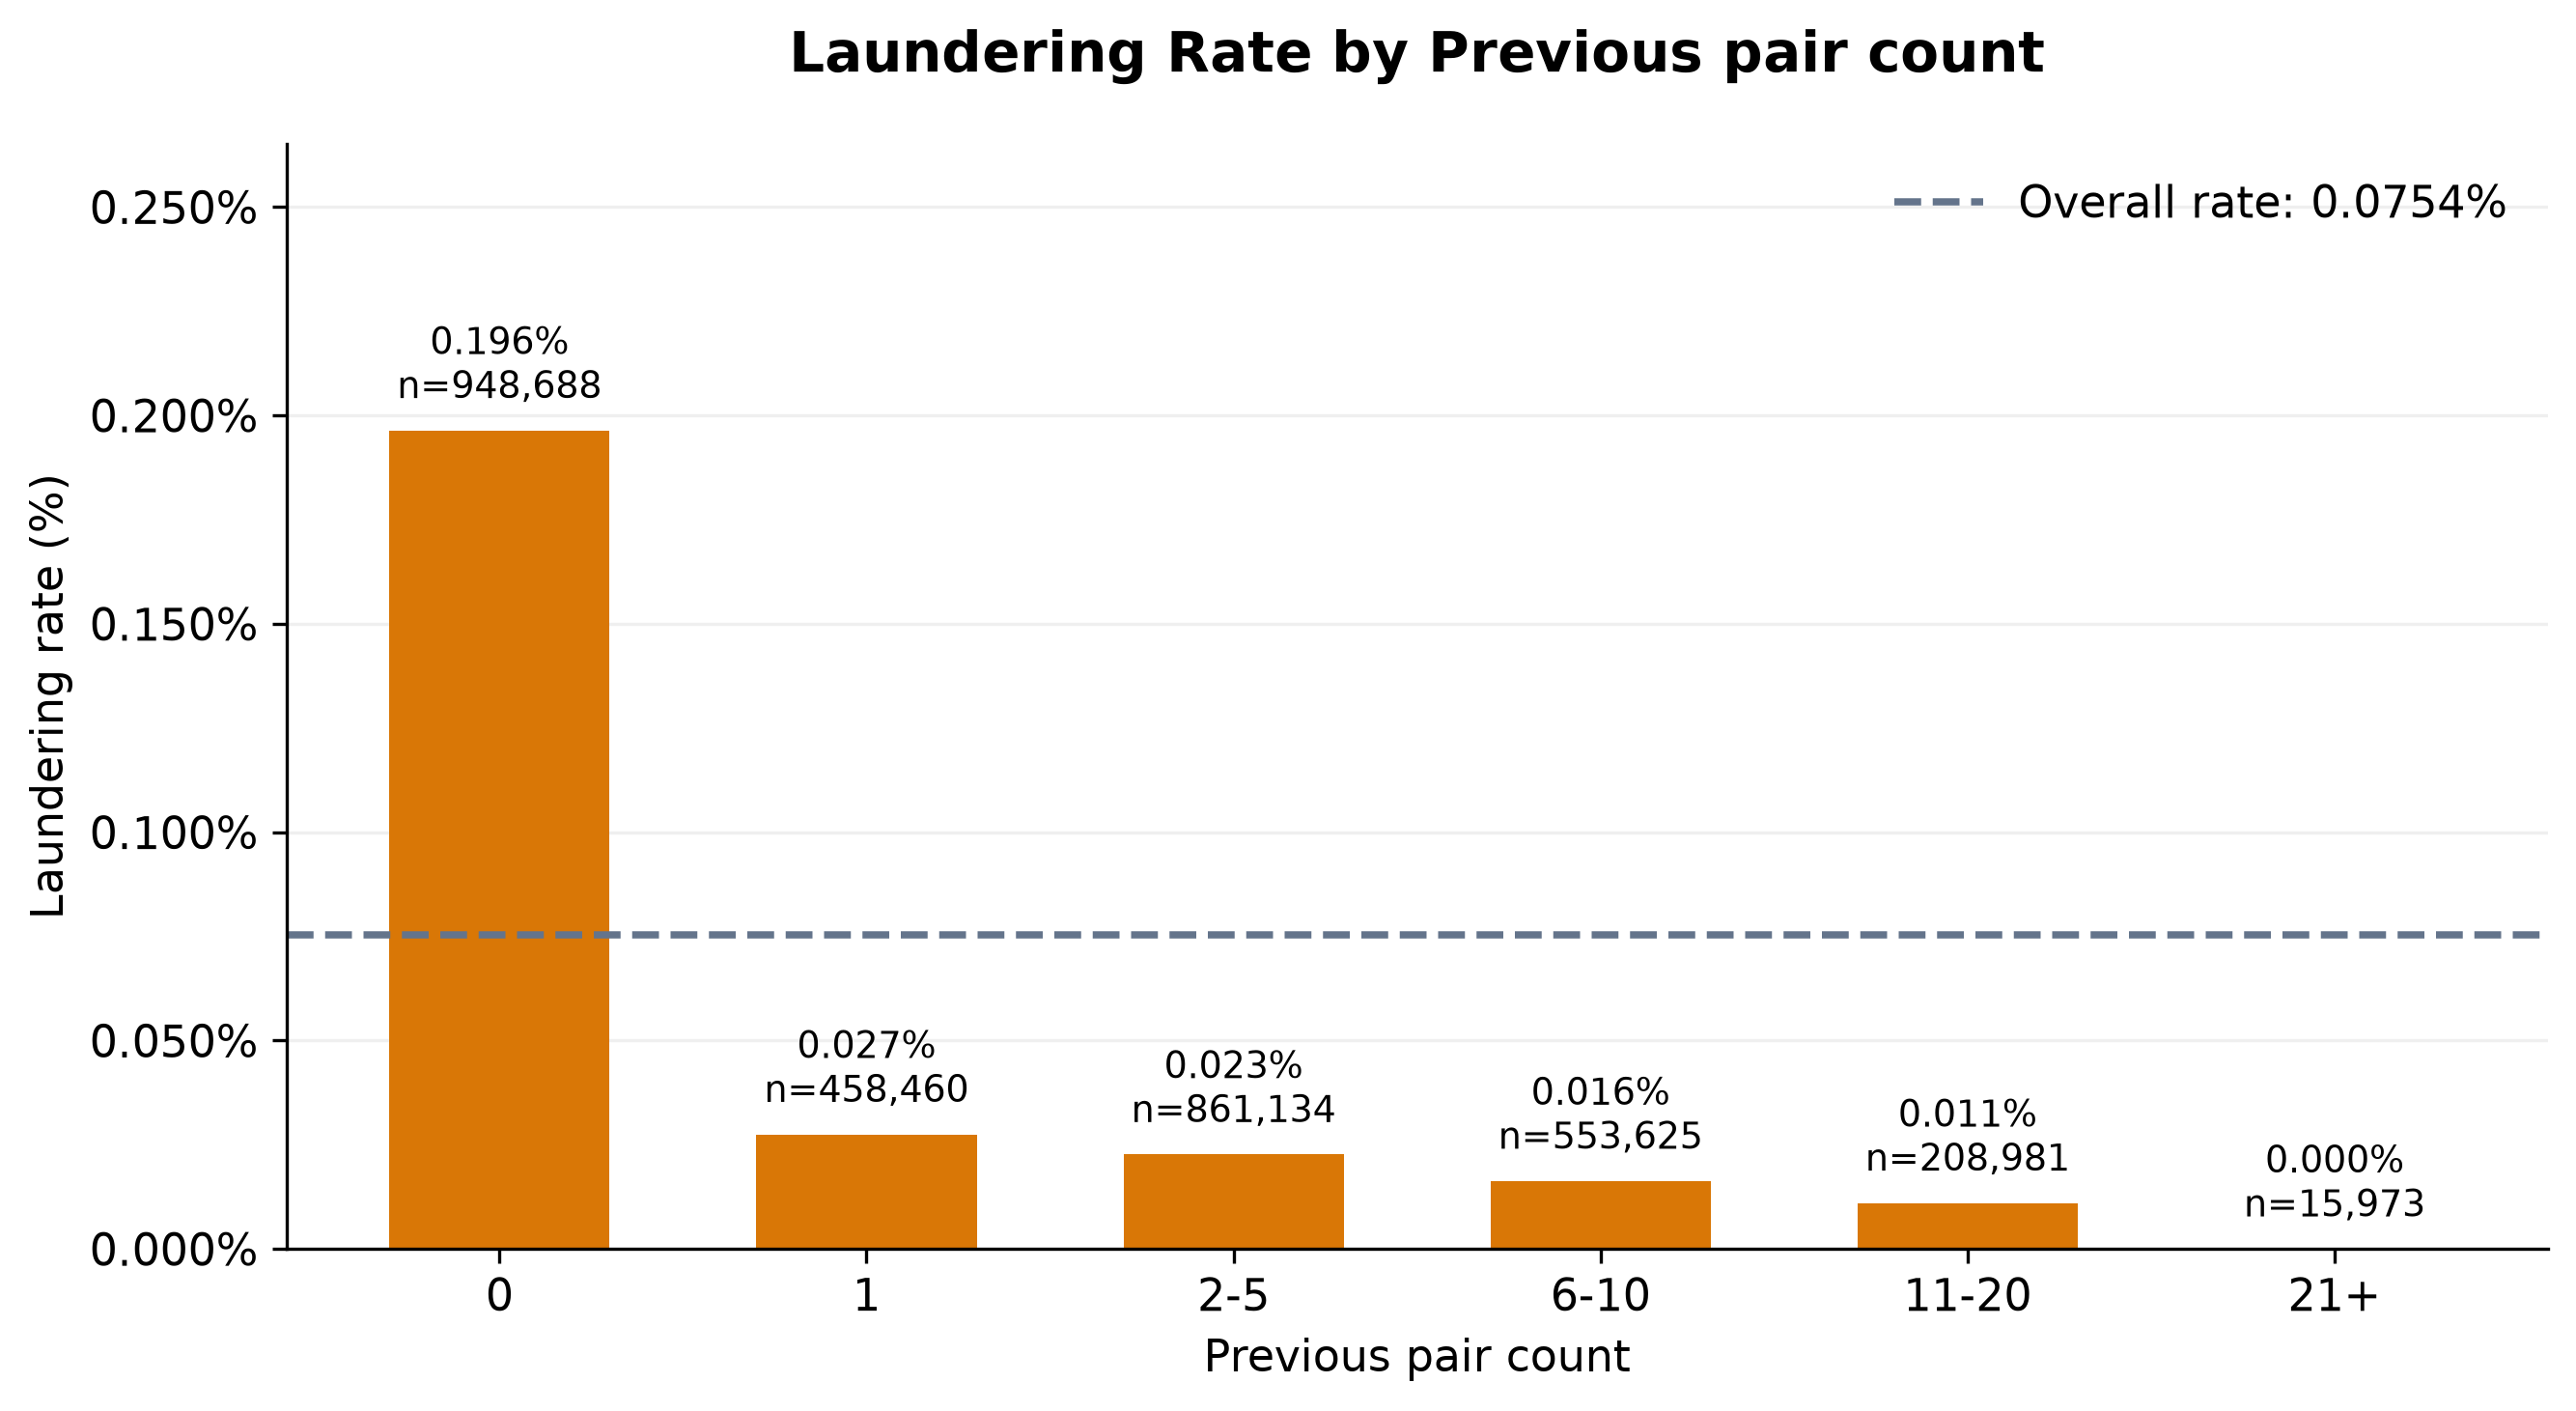 Laundering Rate by Previous pair count
Overall rate: 0.0754%
Laundering rate (%)
0.250%
0.200%
0.150%
0.100%
0.050%
0.000%
0.196%
n=948,688
0.027%
n=458,460
0.023%
n=861,134
0.016%
n=553,625
0.011%
n=208,981
0.000%
n=15,973
0 1 2-5 6-10 11-20 21+
Previous pair count